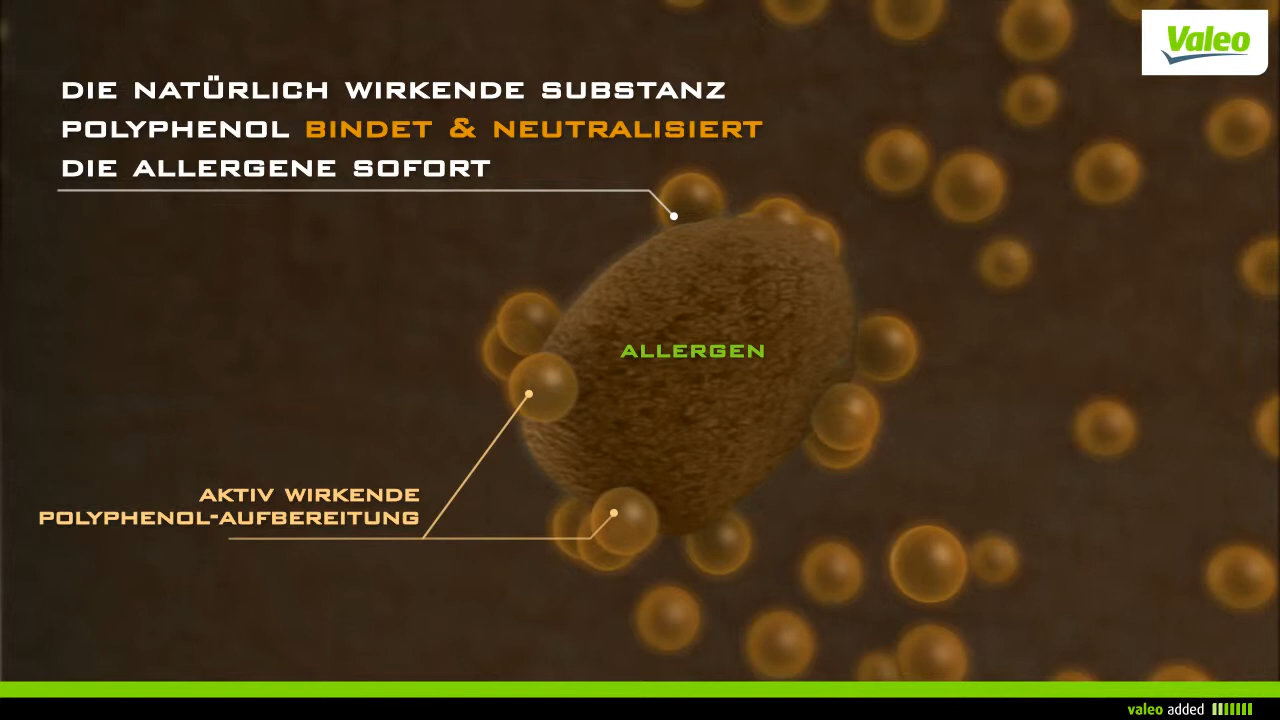 Valeo
DIE NATÜRLICH WIRKENDE SUBSTANZ
POLYPHENOL BINDET & NEUTRALISIERT
DIE ALLERGENE SOFORT
ALLERGEN
AKTIV WIRKENDE
POLYPHENOL-AUFBEREITUNG
valeo added